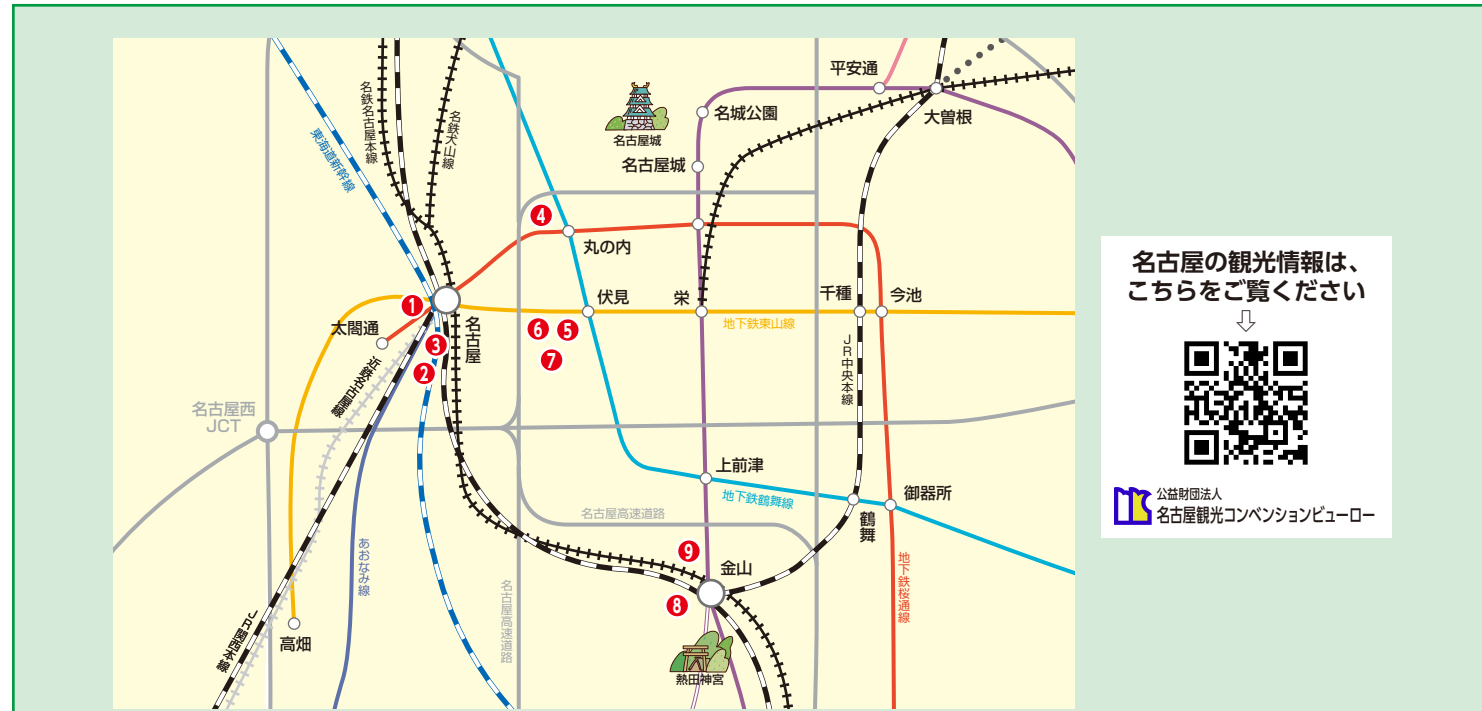 平安通
名城公園
大曽根
名古屋城
名鉄名古屋本線
名鉄犬山線
東海道新幹線
名古屋城
④
丸の内
①
伏見
栄
千種
今池
太閤通
名古屋
⑥
⑤
地下鉄東山線
③
⑦
②
近鉄名古屋線
JR中央本線
名古屋西
JCT
上前津
地下鉄鶴舞線
御器所
鶴舞
名古屋高速道路
あおなみ線
⑨
金山
地下鉄桜通線
名古屋高速道路
⑧
JR関西本線
高畑
熱田神宮
名古屋の観光情報は、
こちらをご覧ください
公益財団法人
名古屋観光コンベンションビューロー